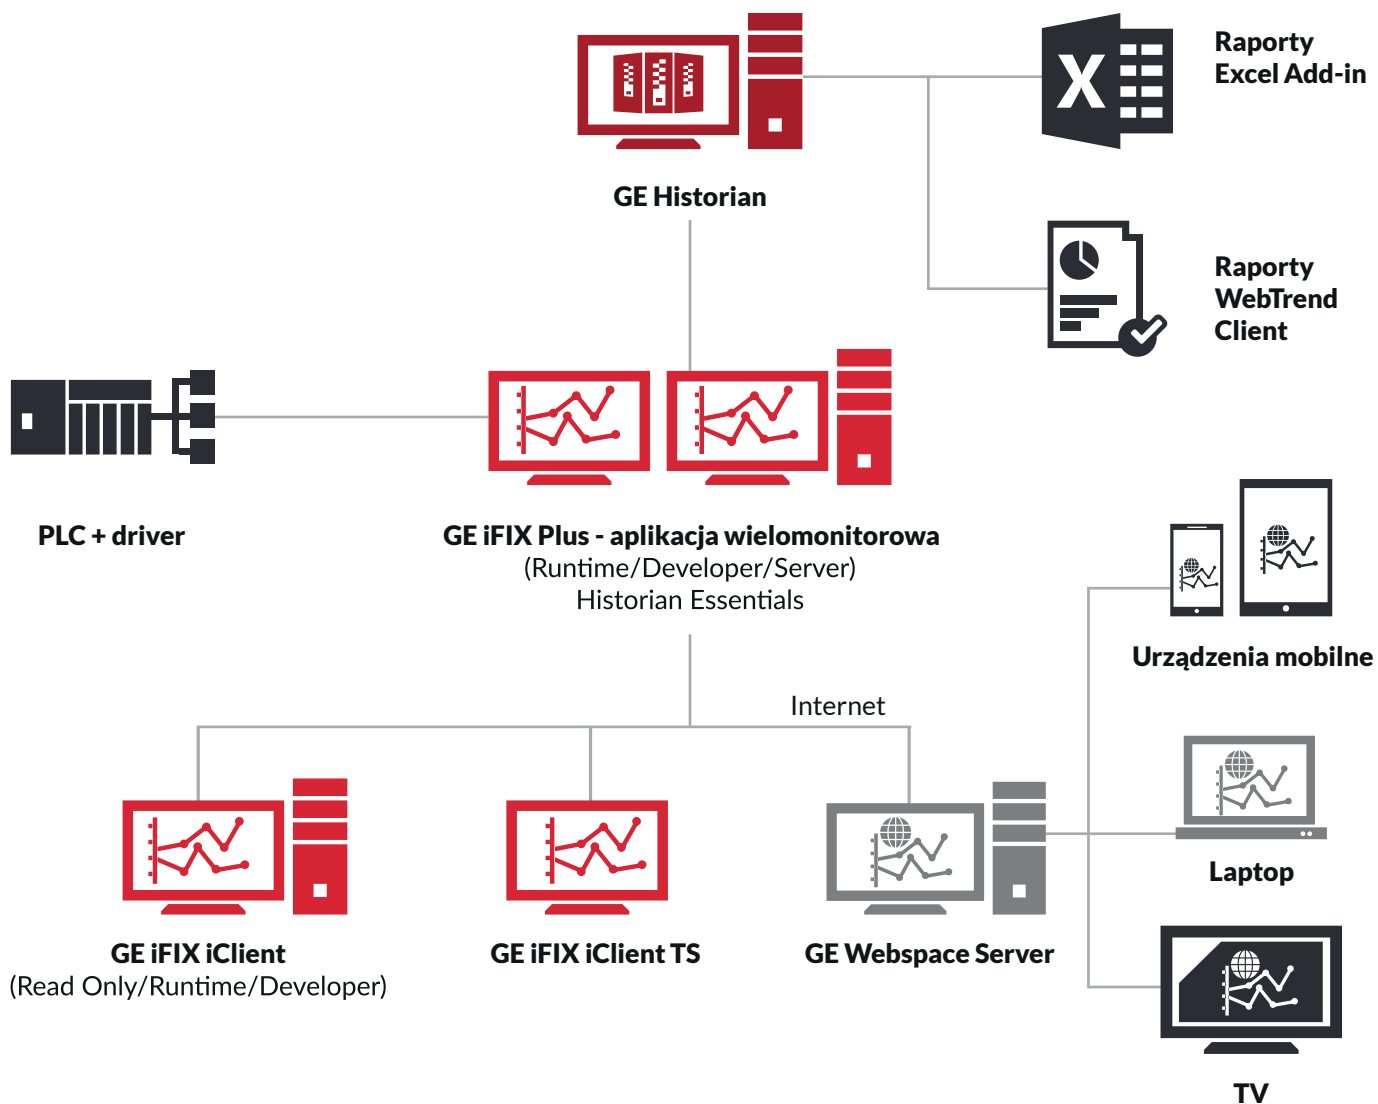 Raporty
Excel Add-in
GE Historian
Raporty
WebTrend
Client
PLC + driver
GE iFIX Plus - aplikacja wielomonitorowa
(Runtime/Developer/Server)
Historian Essentials
Urządzenia mobilne
Internet
Laptop
GE iFIX iClient
(Read Only/Runtime/Developer)
GE iFIX iClient TS
GE Webspace Server
TV
X